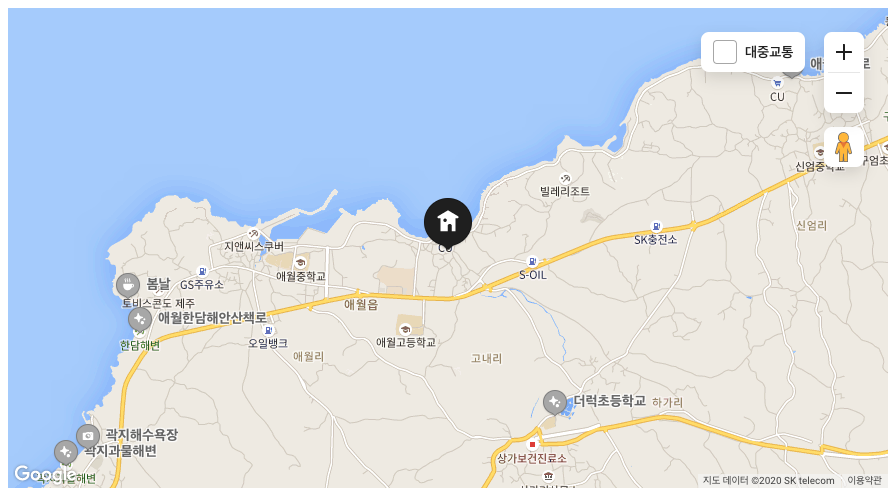 대중교통
CU
신엄중학교
빌레리조트
신엄리
SK충전소
지앤씨스쿠버
CU
애월중학교
S-OIL
GS주유소
봄날
토비스콘도 제주
애월읍
애월한담해안산책로
오일뱅크
애월고등학교
한담해변
애월리
고내리
더럭초등학교
하가리
곽지해수욕장
곽지과물해변
상가보건진료소
Google
지도 데이터 ©2020 SK telecom
이용약관